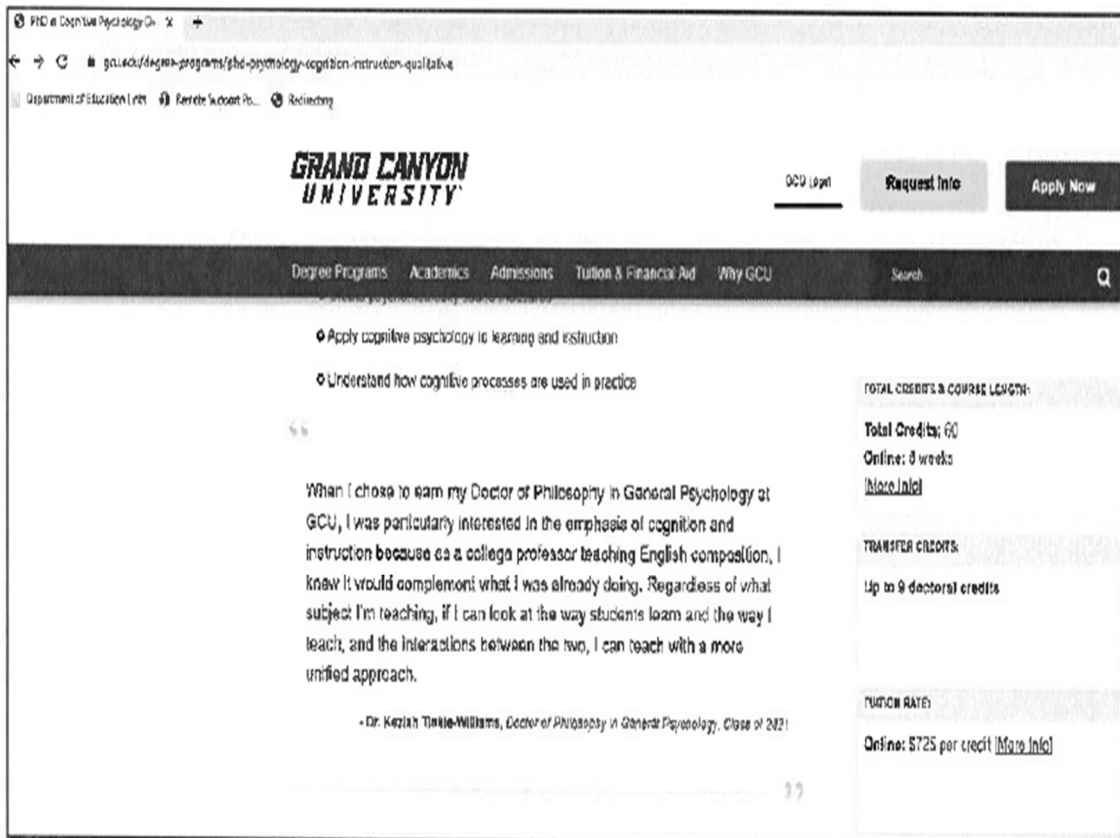 PhD in Cognitive Psychology
gcu.edu/degree-programs/phd-psychology-cognition-instruction-qualitative
Department of Education Links Remote Support Po... Redirecting
GRAND CANYON
UNIVERSITY
GCU Login
Request Info
Apply Now
Degree Programs Academics Admissions Tuition & Financial Aid Why GCU
Search
Apply cognitive psychology to learning and instruction
Understand how cognitive processes are used in practice
“
When I chose to earn my Doctor of Philosophy in General Psychology at
GCU, I was particularly interested in the emphasis of cognition and
instruction because as a college professor teaching English composition, I
knew it would complement what I was already doing. Regardless of what
subject I'm teaching, if I can look at the way students learn and the way I
teach, and the interactions between the two, I can teach with a more
unified approach.
- Dr. Keziah Tinkle-Williams, Doctor of Philosophy in General Psychology, Class of 2021
”
TOTAL CREDITS & COURSE LENGTH:
Total Credits: 60
Online: 8 weeks
[More Info]
TRANSFER CREDITS:
Up to 9 doctoral credits
TUITION RATE:
Online: $725 per credit [More Info]